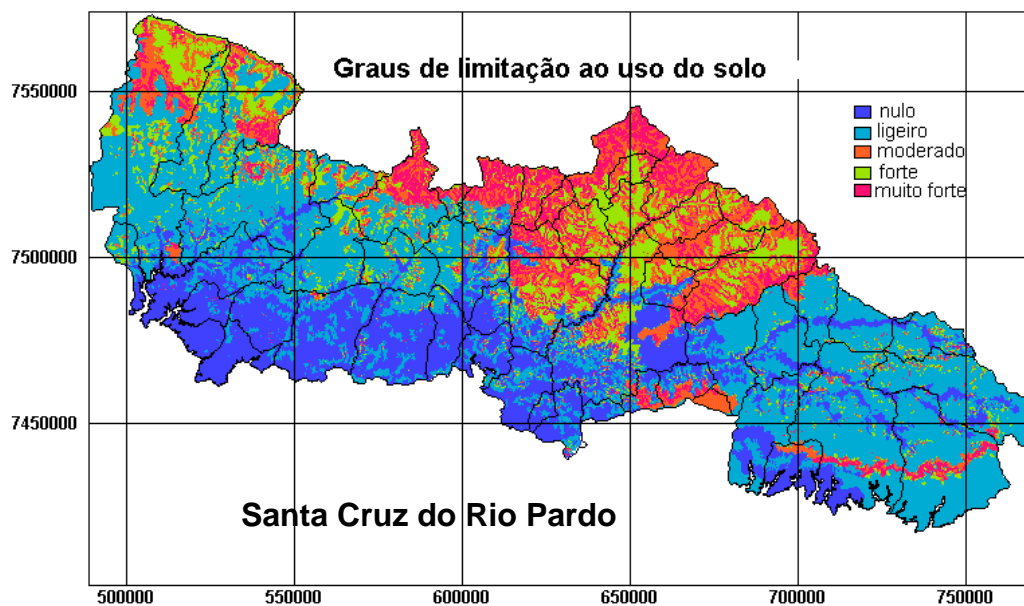 Graus de limitação ao uso do solo
7550000
nulo
ligeiro
moderado
forte
muito forte
7500000
7450000
Santa Cruz do Rio Pardo
500000 550000 600000 650000 700000 750000